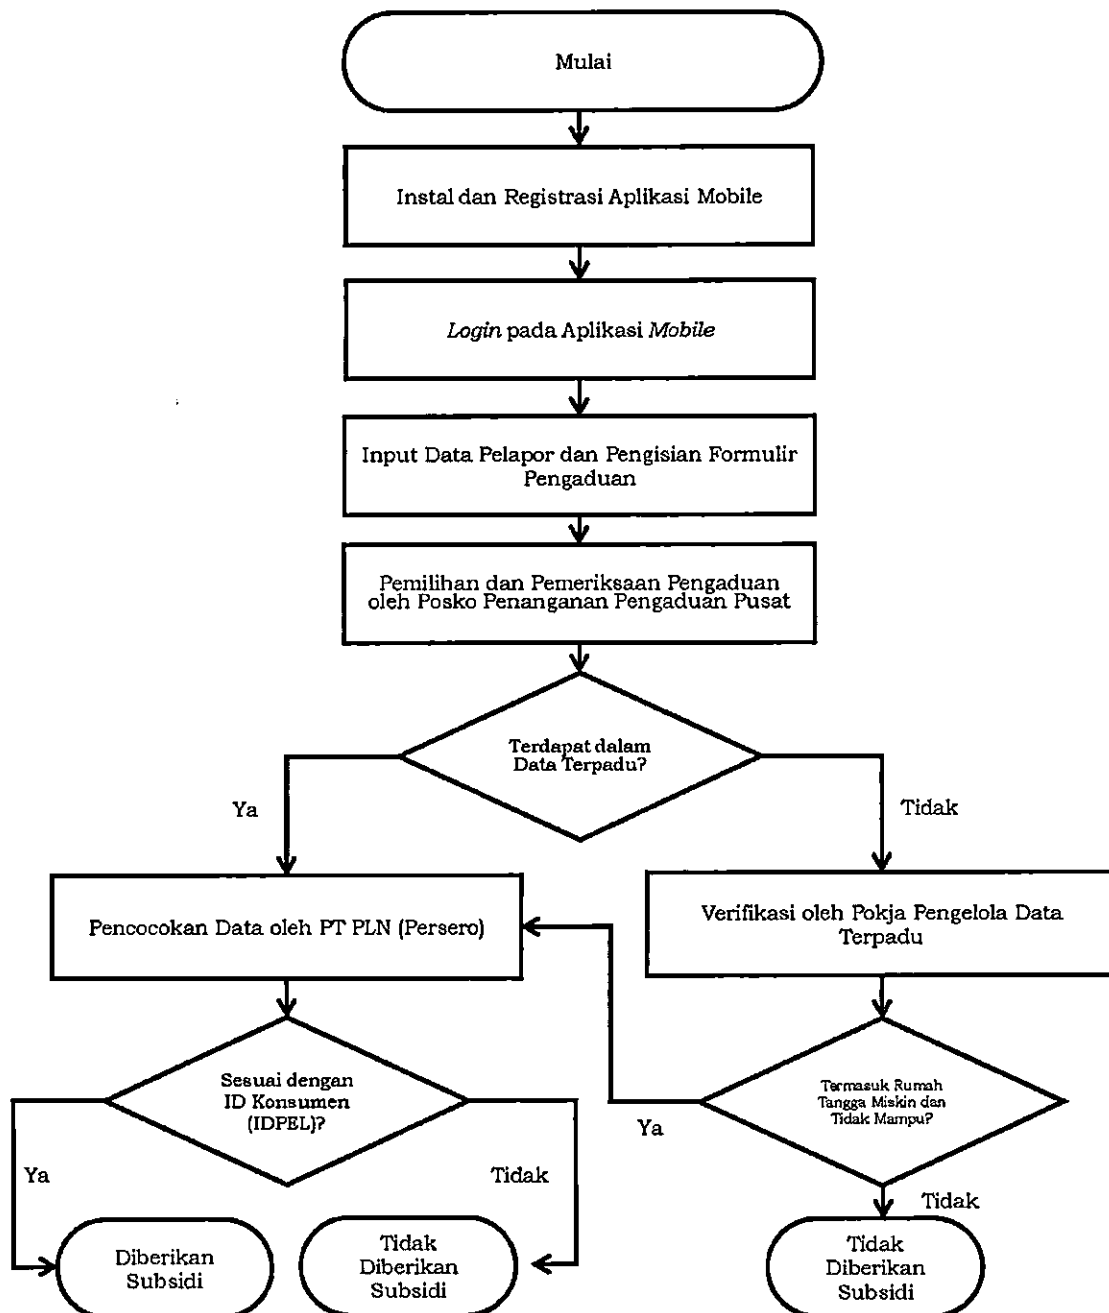 Mulai
Instal dan Registrasi Aplikasi Mobile
Login pada Aplikasi Mobile
Input Data Pelapor dan Pengisian Formulir
Pengaduan
Pemilihan dan Pemeriksaan Pengaduan
oleh Posko Penanganan Pengaduan Pusat
Terdapat dalam
Data Terpadu?
Ya
Tidak
Pencocokan Data oleh PT PLN (Persero)
Verifikasi oleh Pokja Pengelola Data
Terpadu
Sesuai dengan
ID Konsumen
(IDPEL)?
Termasuk Rumah
Tangga Miskin dan
Tidak Mampu?
Ya
Tidak
Ya
Tidak
Diberikan
Subsidi
Tidak
Diberikan
Subsidi
Tidak
Diberikan
Subsidi